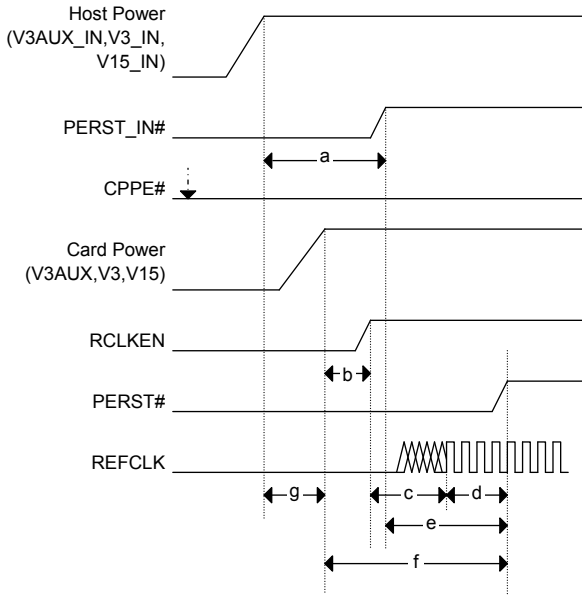 Host Power
(V3AUX_IN,V3_IN,
V15_IN)
PERST_IN#
a
CPPE#
Card Power
(V3AUX,V3,V15)
RCLKEN
b
PERST#
REFCLK
g
c
d
e
f